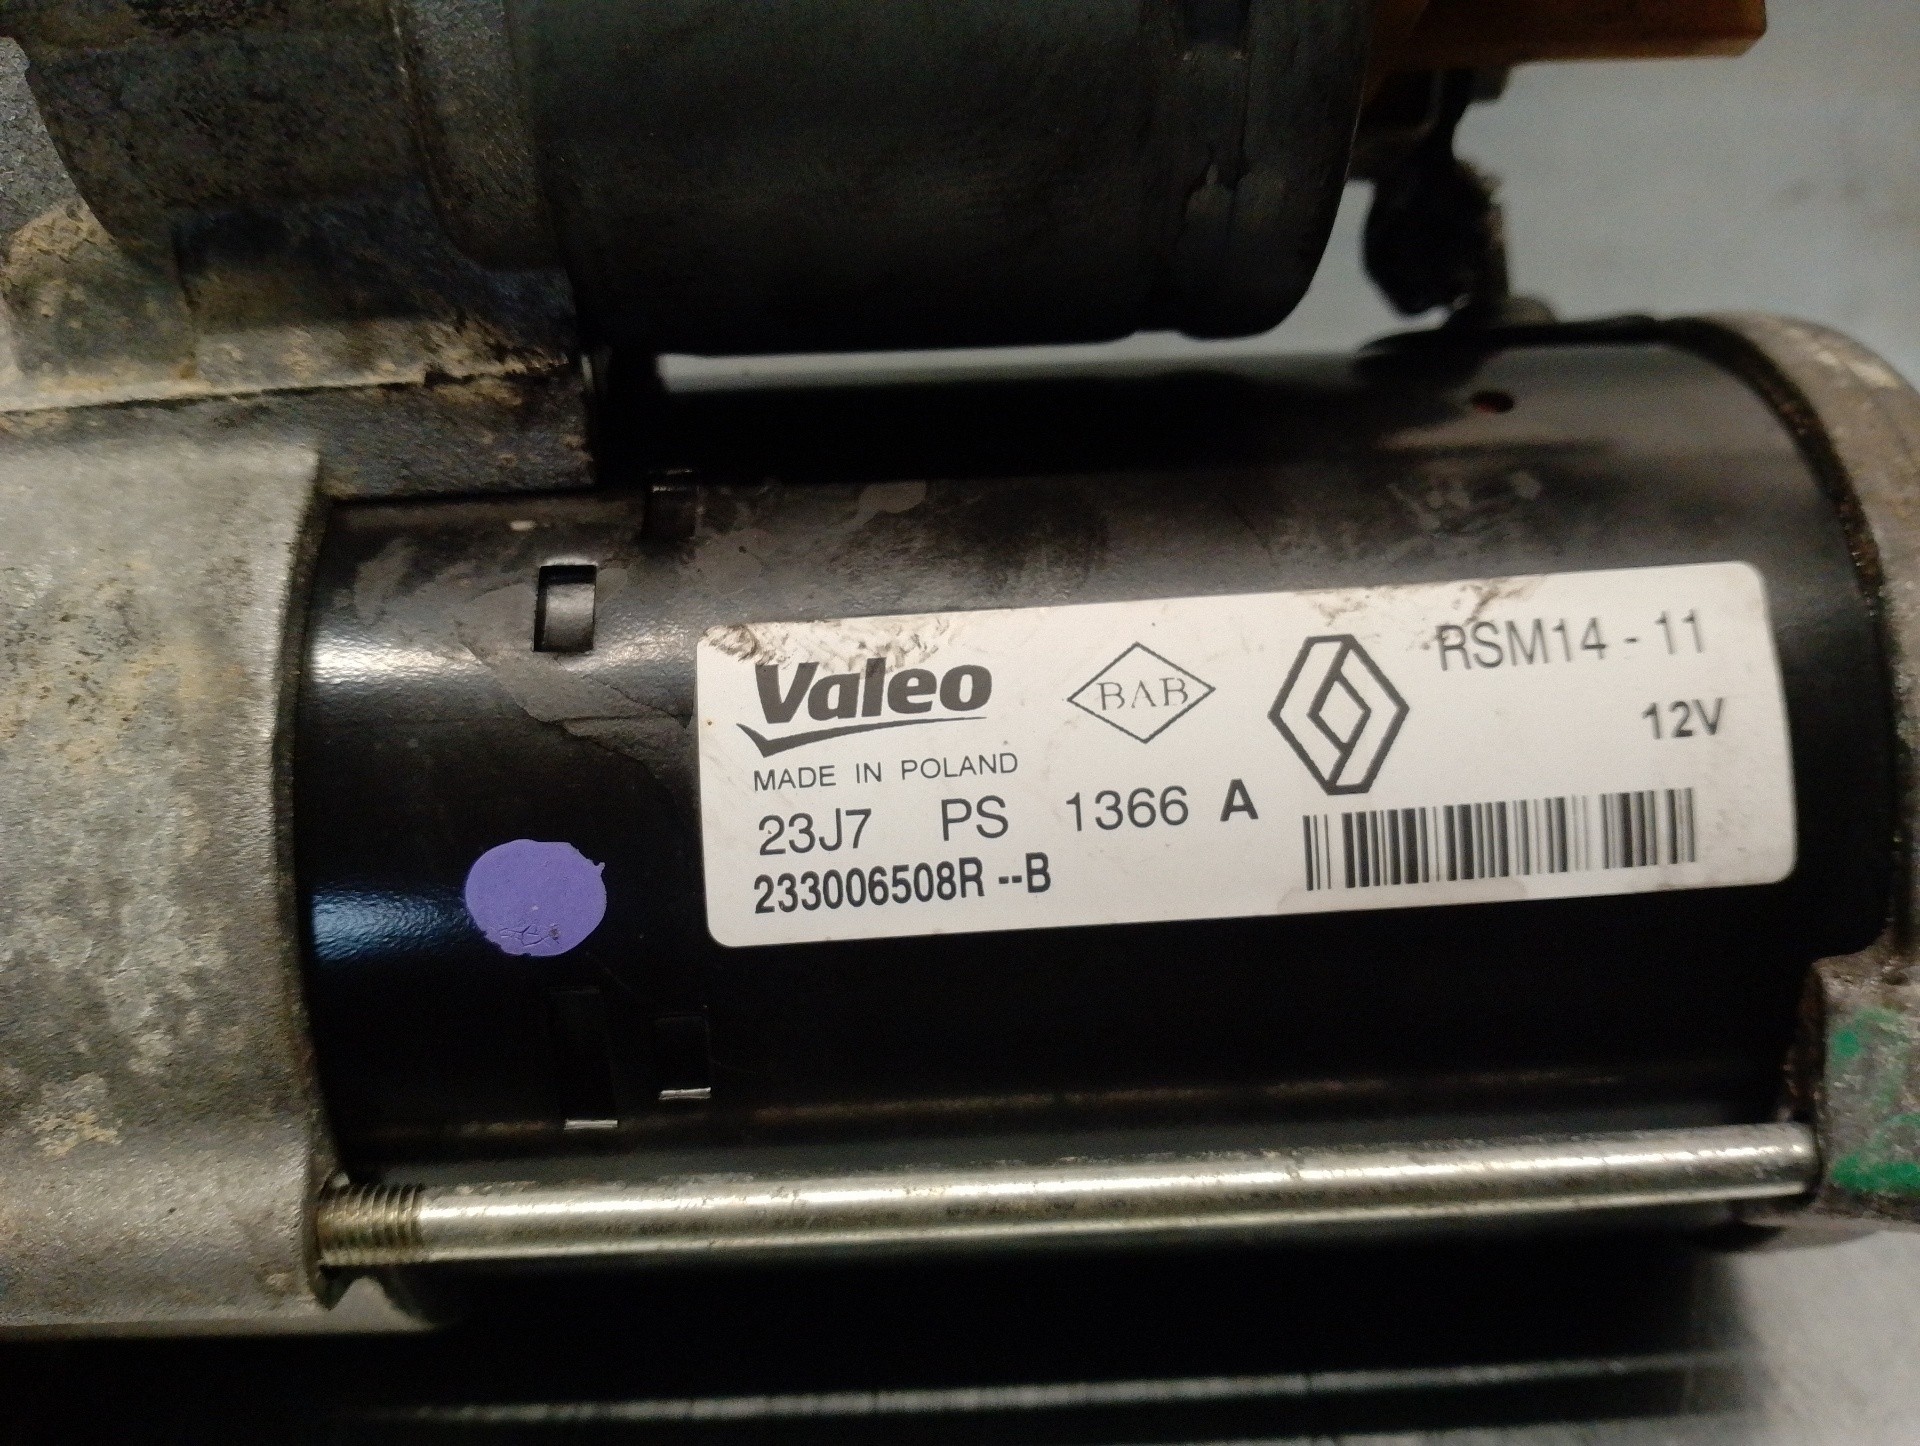 Valeo
BAB
RSM14 - 11
12V
MADE IN POLAND
23J7 PS 1366 A
233006508R --B